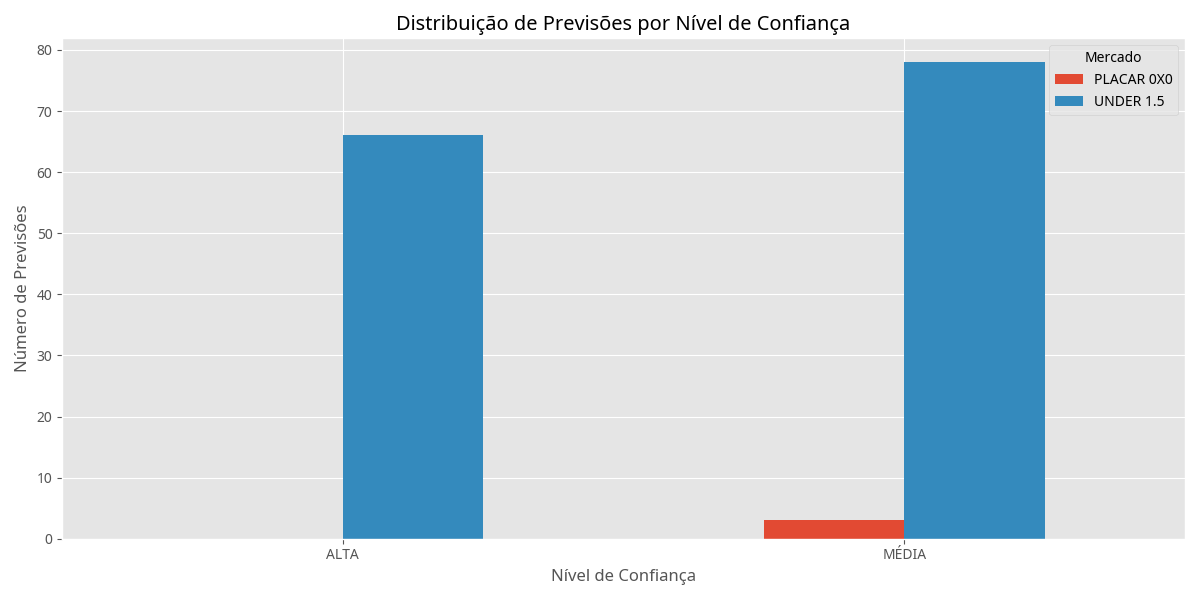 Distribuição de Previsões por Nível de Confiança
Mercado
PLACAR 0X0
UNDER 1.5
Número de Previsões
80
70
60
50
40
30
20
10
0
ALTA
MÉDIA
Nível de Confiança